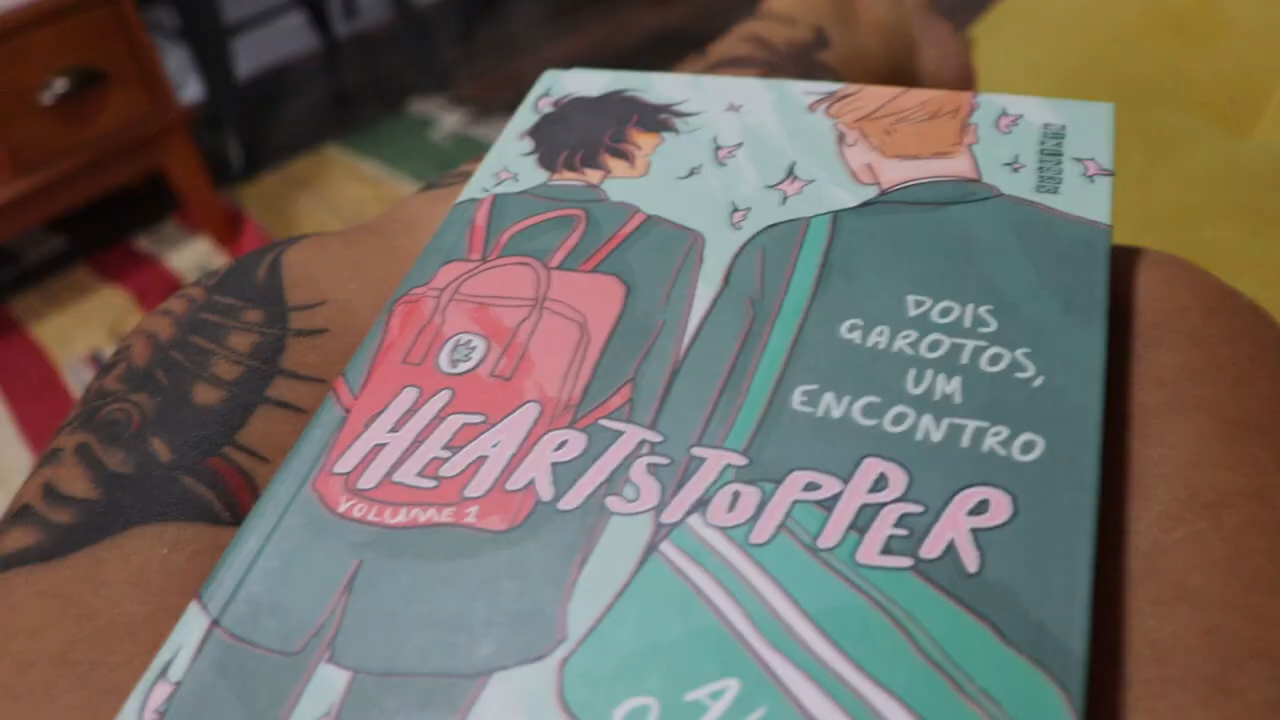 DOIS
GAROTOS,
UM
ENCONTRO
HEARTSTOPPER
VOLUME 1